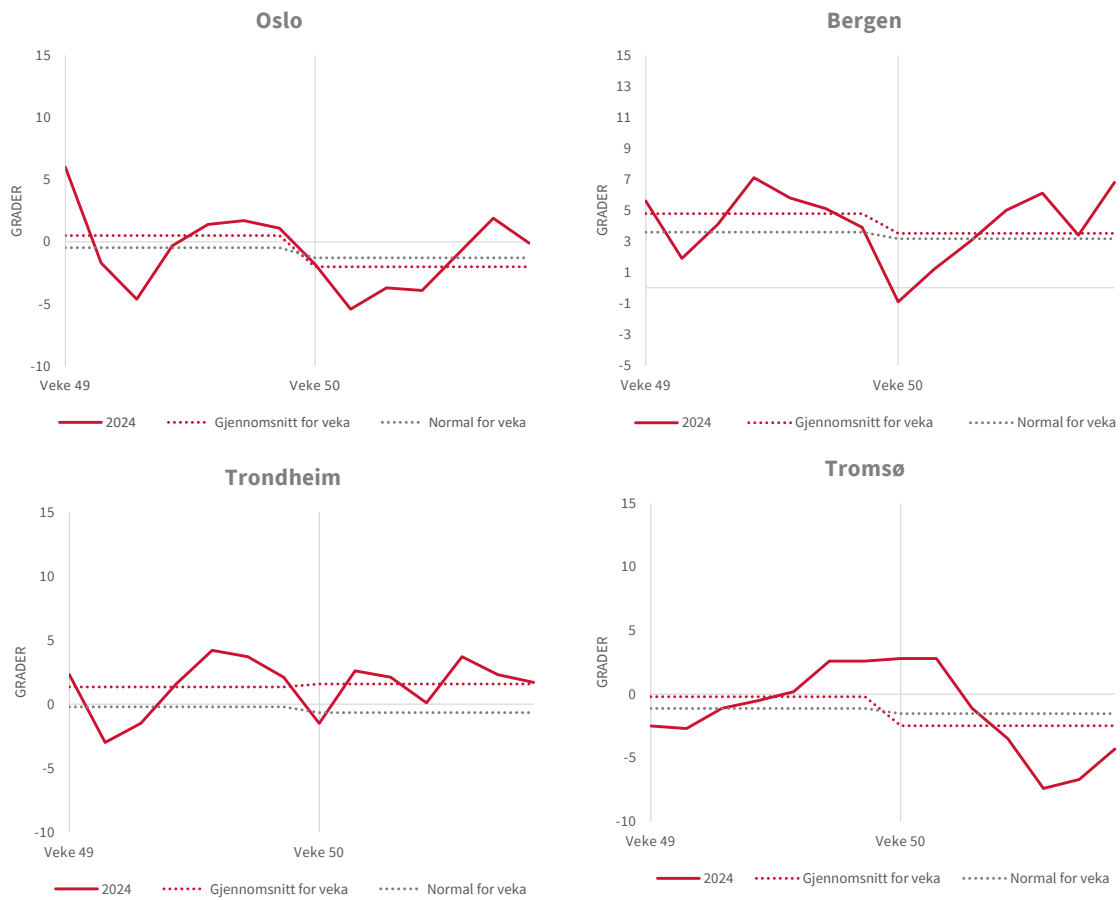 Oslo
15
10
5
0
-5
-10
GRADER
Veke 49 Veke 50
2024 Gjennomsnitt for veka Normal for veka
Bergen
15
13
11
9
7
5
3
1
-1
-3
-5
GRADER
Veke 49 Veke 50
2024 Gjennomsnitt for veka Normal for veka
Trondheim
15
10
5
0
-5
-10
GRADER
Veke 49 Veke 50
2024 Gjennomsnitt for veka Normal for veka
Tromsø
15
10
5
0
-5
-10
GRADER
Veke 49 Veke 50
2024 Gjennomsnitt for veka Normal for veka